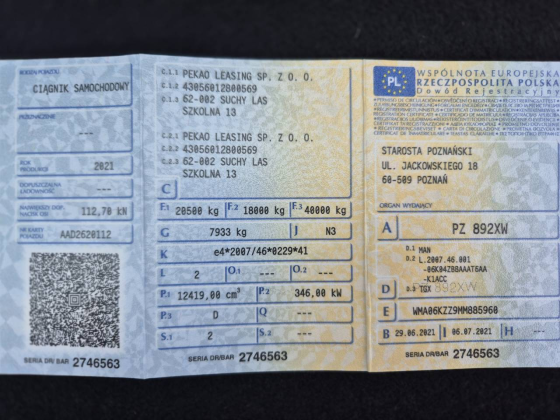 RODZAJ POJAZDU
CIĄGNIK SAMOCHODOWY
PRZEZNACZENIE
---
ROK PRODUKCJI
2021
DOPUSZCZALNA ŁADOWNOŚĆ
---
NAJWIĘKSZY DOP. NACISK OSI
112,70 kN
NR KARTY POJAZDU
AAD2620112
SERIA DR/BAR 2746563
C.1.1 PEKAO LEASING SP. Z O. O.
C.1.2 43056012800569
C.1.3 62-002 SUCHY LAS
SZKOLNA 13
C.2.1 PEKAO LEASING SP. Z O. O.
C.2.2 43056012800569
C.2.3 62-002 SUCHY LAS
SZKOLNA 13
C
F.1 20500 kg F.2 18000 kg F.3 40000 kg
G 7933 kg J N3
K e4*2007/46*0229*41
L 2 O.1 --- O.2 ---
P.1 12419,00 cm³ P.2 346,00 kW
P.3 D Q ---
S.1 2 S.2 ---
SERIA DR/BAR 2746563
PL
WSPÓLNOTA EUROPEJSKA
RZECZPOSPOLITA POLSKA
Dowód Rejestracyjny
STAROSTA POZNAŃSKI
UL. JACKOWSKIEGO 18
60-509 POZNAŃ
ORGAN WYDAJĄCY
A PZ 892XW
D.1 MAN
D.2 L.2007.46.001
-06K04ZBBAAAT6AA
-K1ACC
D D.3 TGX
892XW
E WMA06KZZ9MM885960
B 29.06.2021 I 06.07.2021 H ---
SERIA DR/BAR 2746563